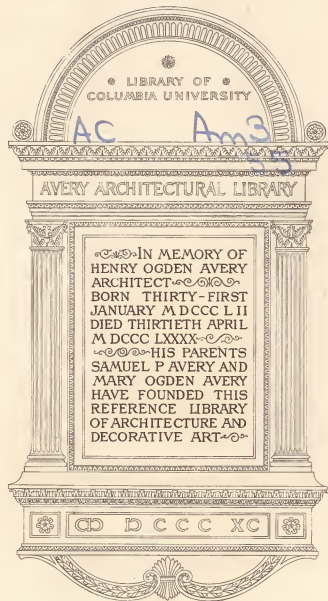 LIBRARY OF
COLUMBIA UNIVERSITY
AC Am3
53
AVERY ARCHITECTURAL LIBRARY
IN MEMORY OF
HENRY OGDEN AVERY
ARCHITECT
BORN THIRTY-FIRST
JANUARY M DCCC L II
DIED THIRTIETH APRIL
M DCCC LXXXX
HIS PARENTS
SAMUEL P AVERY AND
MARY OGDEN AVERY
HAVE FOUNDED THIS
REFERENCE LIBRARY
OF ARCHITECTURE AND
DECORATIVE ART
M D C C C XC